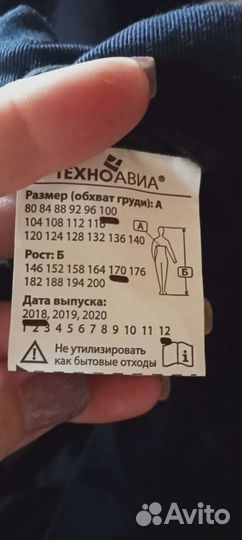 ТЕХНОАВИА®
Размер (обхват груди): А
80 84 88 92 96 100
104 108 112 116
120 124 128 132 136 140
А
Рост: Б
146 152 158 164 170 176
182 188 194 200
Б
Дата выпуска:
2018, 2019, 2020
3 4 5 6 7 8 9 10 11 12
Не утилизировать
как бытовые отходы
Avito